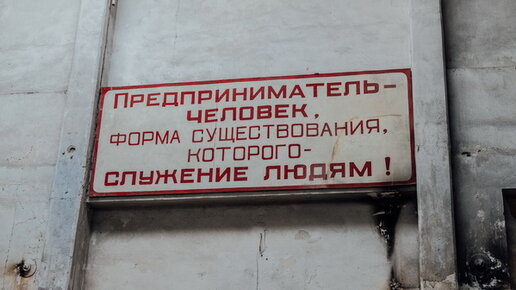 ПРЕДПРИНИМАТЕЛЬ-
ЧЕЛОВЕК,
ФОРМА СУЩЕСТВОВАНИЯ,
КОТОРОГО-
СЛУЖЕНИЕ ЛЮДЯМ !